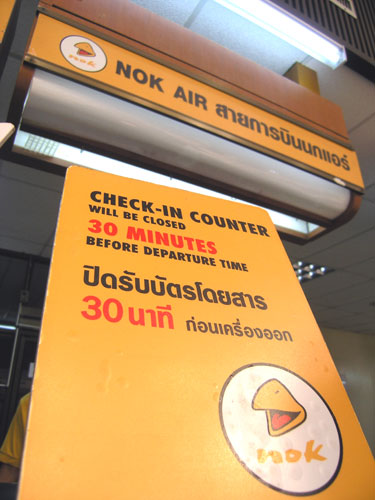 nok
NOK AIR สายการบินนกแอร์
CHECK-IN COUNTER
WILL BE CLOSED
30 MINUTES
BEFORE DEPARTURE TIME
ปิดรับบัตรโดยสาร
30 นาที ก่อนเครื่องออก
nok